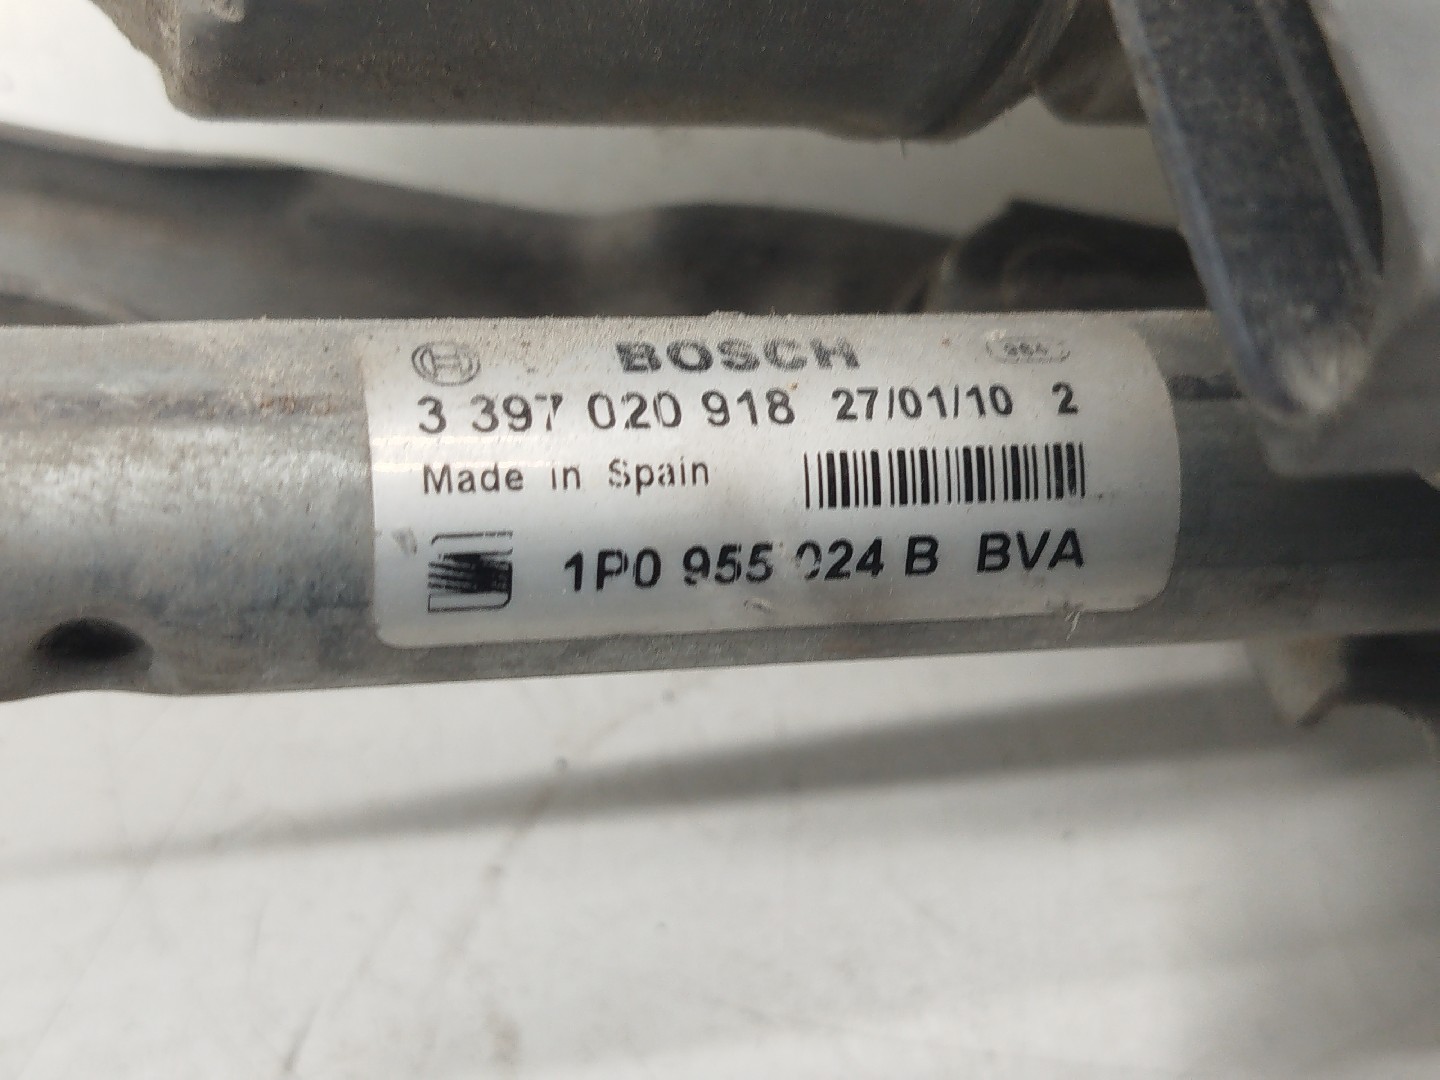 BOSCH
3 397 020 918 27/01/10 2
Made in Spain
1P0 955 024 B BVA